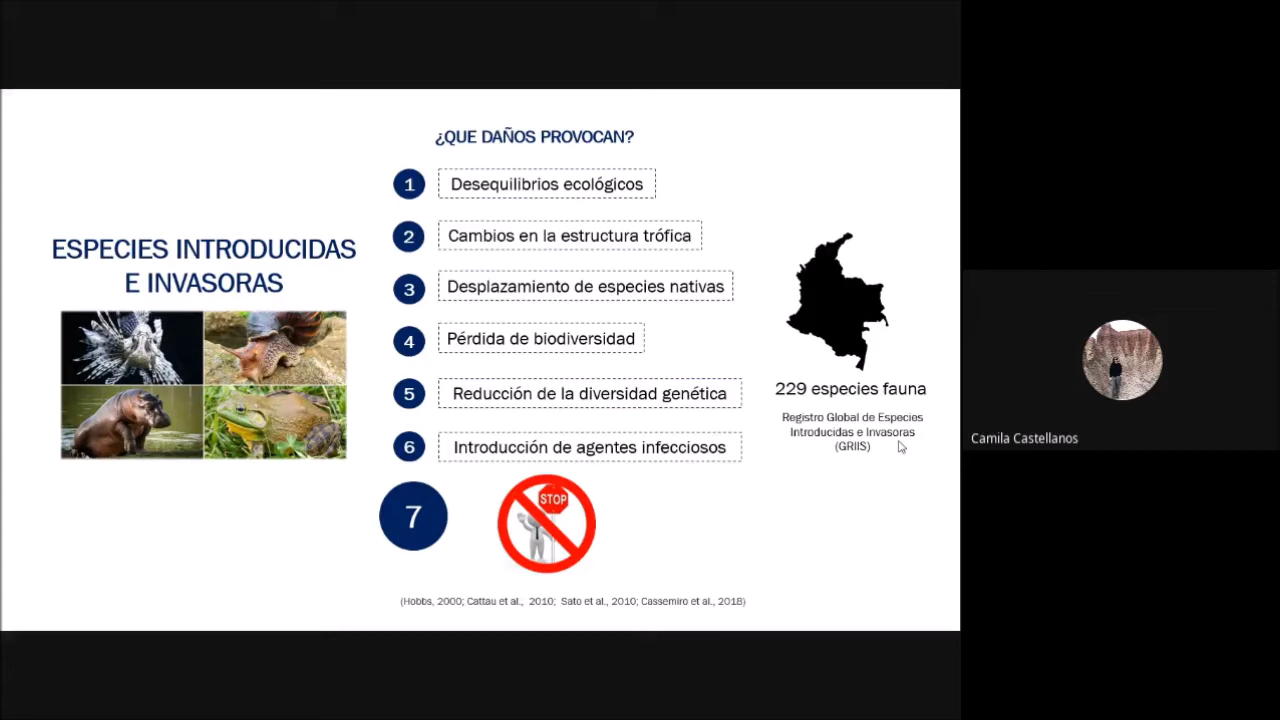 ¿QUE DAÑOS PROVOCAN?
ESPECIES INTRODUCIDAS
E INVASORAS
1 Desequilibrios ecológicos
2 Cambios en la estructura trófica
3 Desplazamiento de especies nativas
4 Pérdida de biodiversidad
5 Reducción de la diversidad genética
6 Introducción de agentes infecciosos
7
STOP
(Hobbs, 2000; Cattau et al., 2010; Sato et al., 2010; Cassemiro et al., 2018)
229 especies fauna
Registro Global de Especies
Introducidas e Invasoras
(GRIIS)
Camila Castellanos